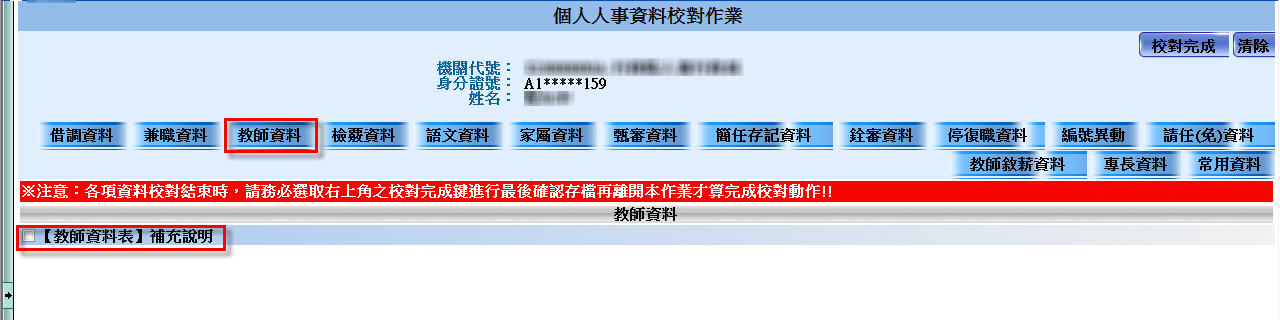 個人人事資料校對作業
校對完成 清除
機關代號：
身分證號： A1*****159
姓名：
借調資料 兼職資料 教師資料 檢覈資料 語文資料 家屬資料 甄審資料 簡任存記資料 銓審資料 停復職資料 編號異動 請任(免)資料
教師敘薪資料 專長資料 常用資料
※注意：各項資料校對結束時，請務必選取右上角之校對完成鍵進行最後確認存檔再離開本作業才算完成校對動作!!
教師資料
【教師資料表】補充說明